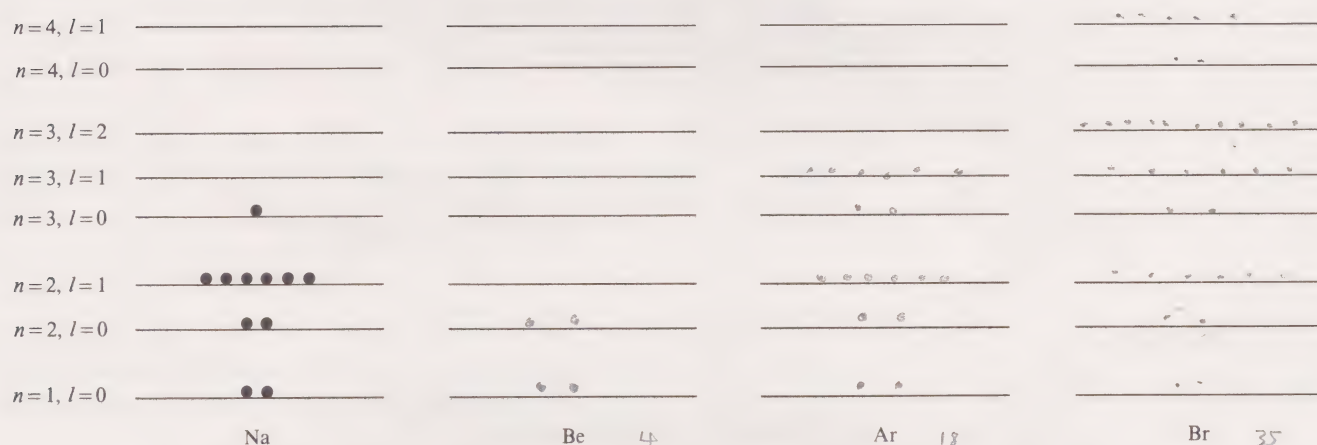 n=4, l=1
n=4, l=0
n=3, l=2
n=3, l=1
n=3, l=0
n=2, l=1
n=2, l=0
n=1, l=0
Na Be 4 Ar 18 Br 35